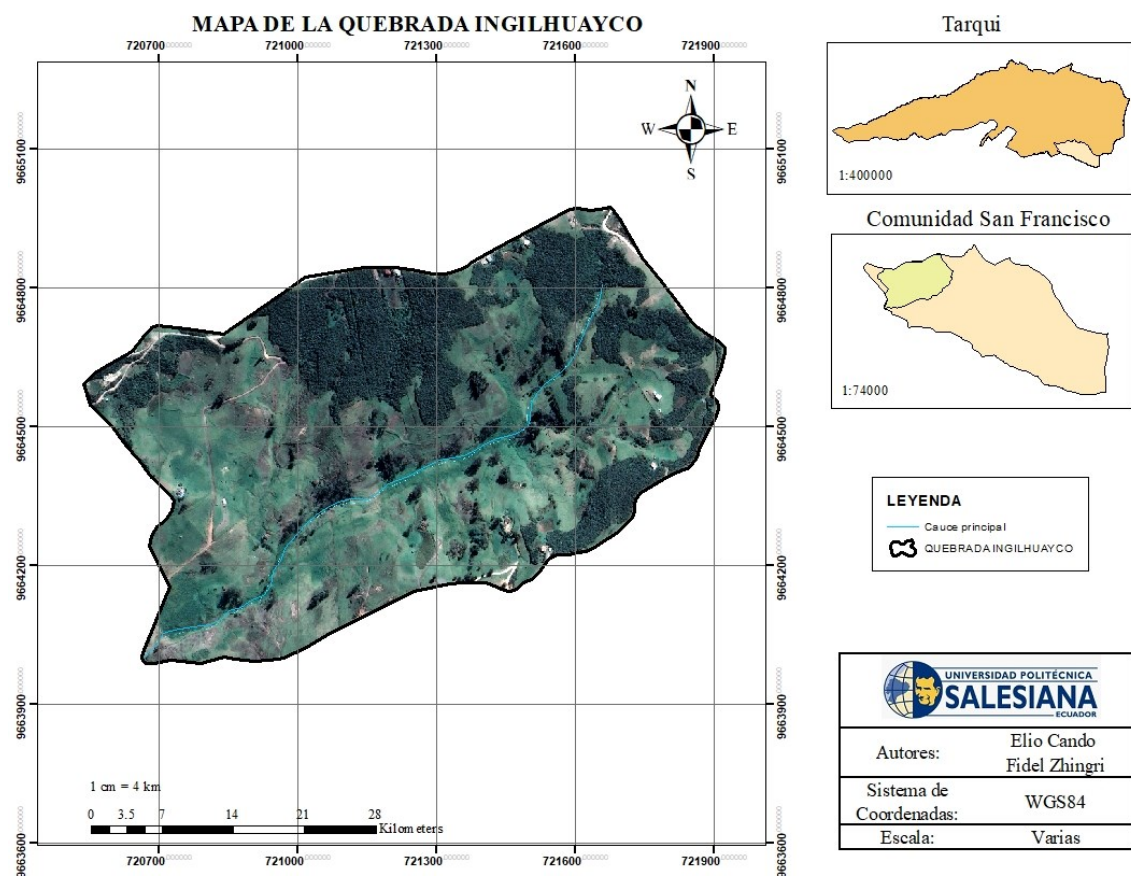 MAPA DE LA QUEBRADA INGILHUAYCO
720700 721000 721300 721600 721900
N
W E
S
9665100 9665100
9664800 9664800
9664500 9664500
9664200 9664200
9663900 9663900
9663600 9663600
1 cm = 4 km
0 3.5 7 14 21 28
Kilometers
720700 721000 721300 721600 721900
Tarqui
1:400000
Comunidad San Francisco
1:74000
LEYENDA
Cauce principal
QUEBRADA INGILHUAYCO
UNIVERSIDAD POLITÉCNICA
SALESIANA
ECUADOR
Autores: Elio Cando
Fidel Zhingri
Sistema de
Coordenadas: WGS84
Escala: Varias